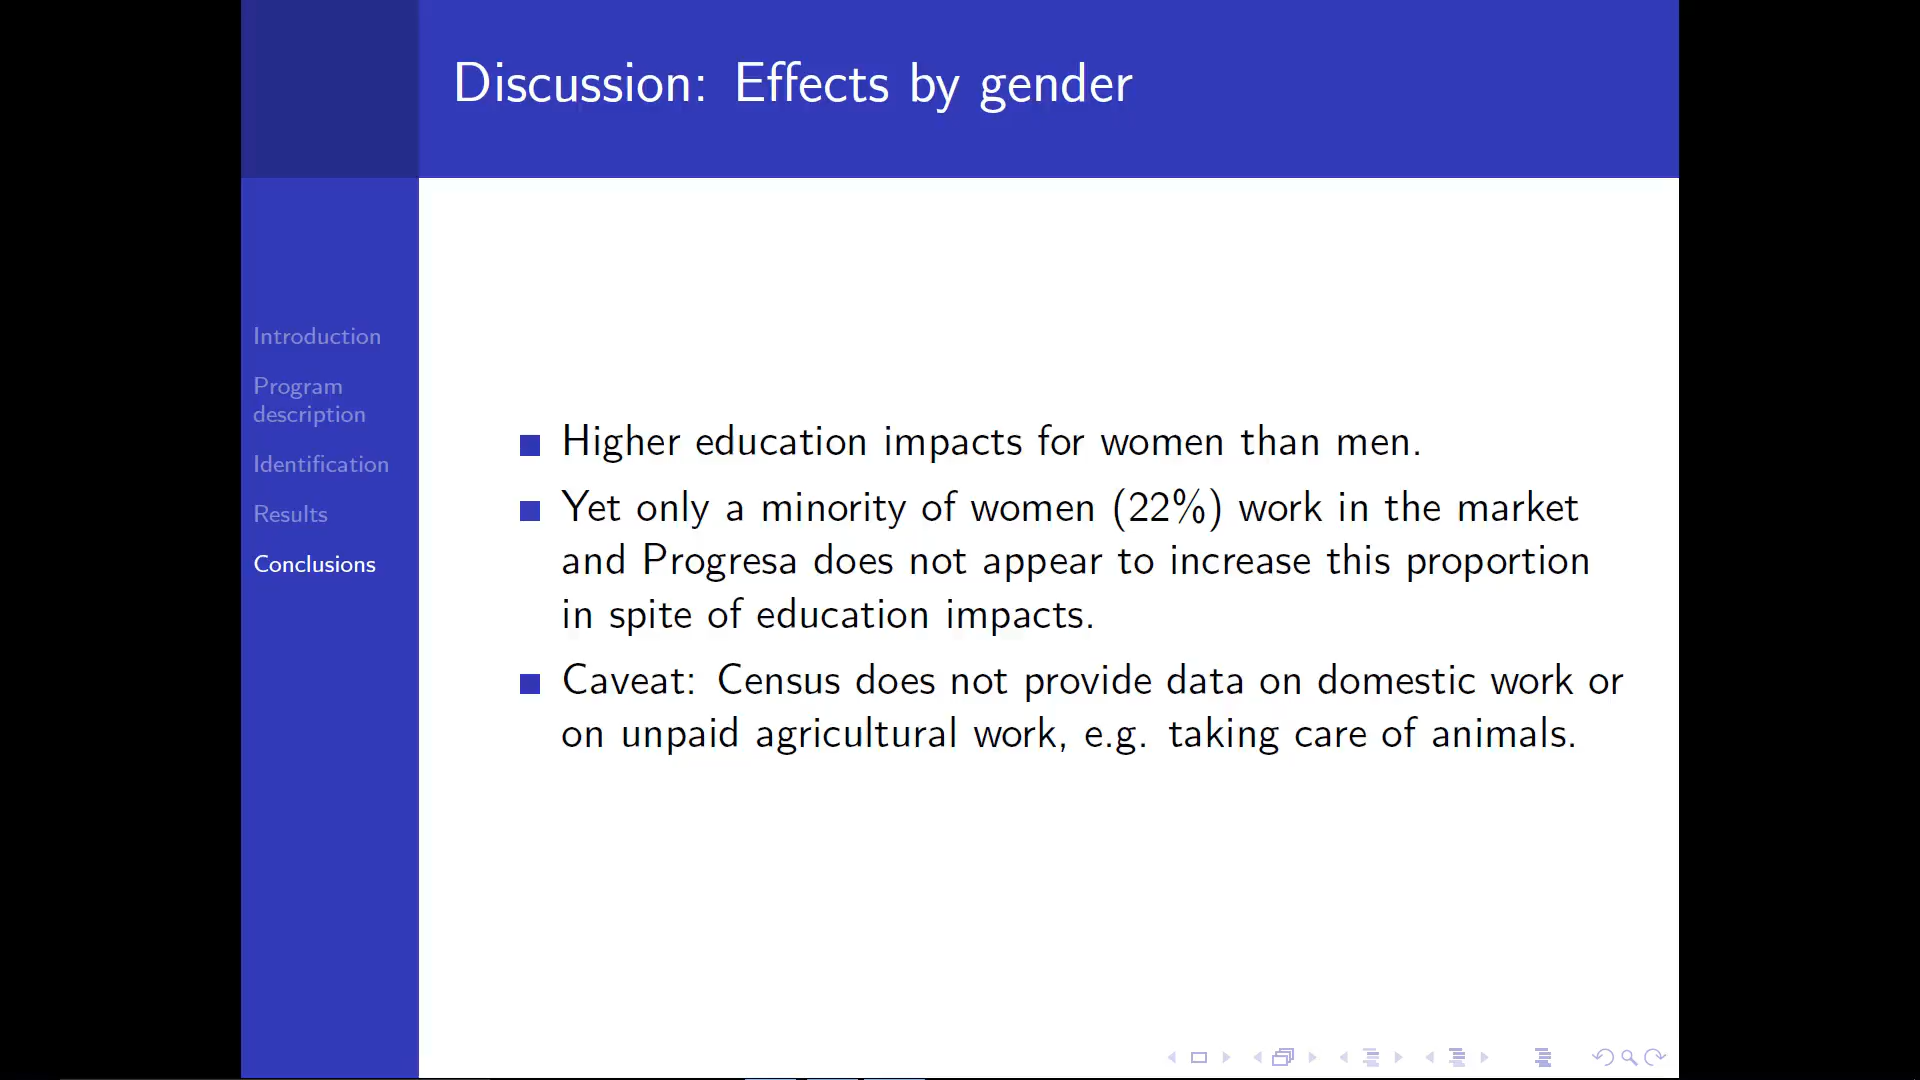 Discussion: Effects by gender
Introduction
Program
description
Identification
Results
Conclusions
Higher education impacts for women than men.
Yet only a minority of women (22%) work in the market
and Progresa does not appear to increase this proportion
in spite of education impacts.
Caveat: Census does not provide data on domestic work or
on unpaid agricultural work, e.g. taking care of animals.